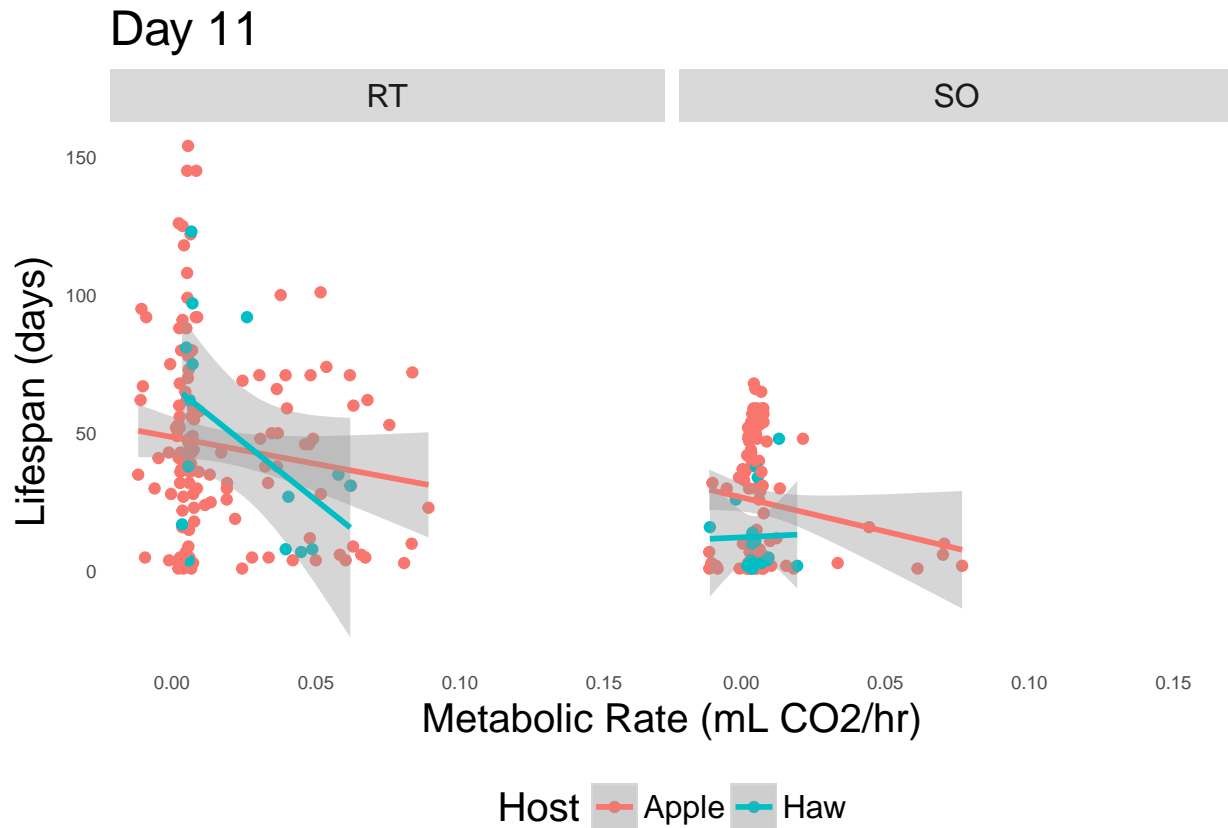 Day 11
RT
SO
150
100
50
0
Lifespan (days)
0.00 0.05 0.10 0.15
0.00 0.05 0.10 0.15
Metabolic Rate (mL CO2/hr)
Host Apple Haw